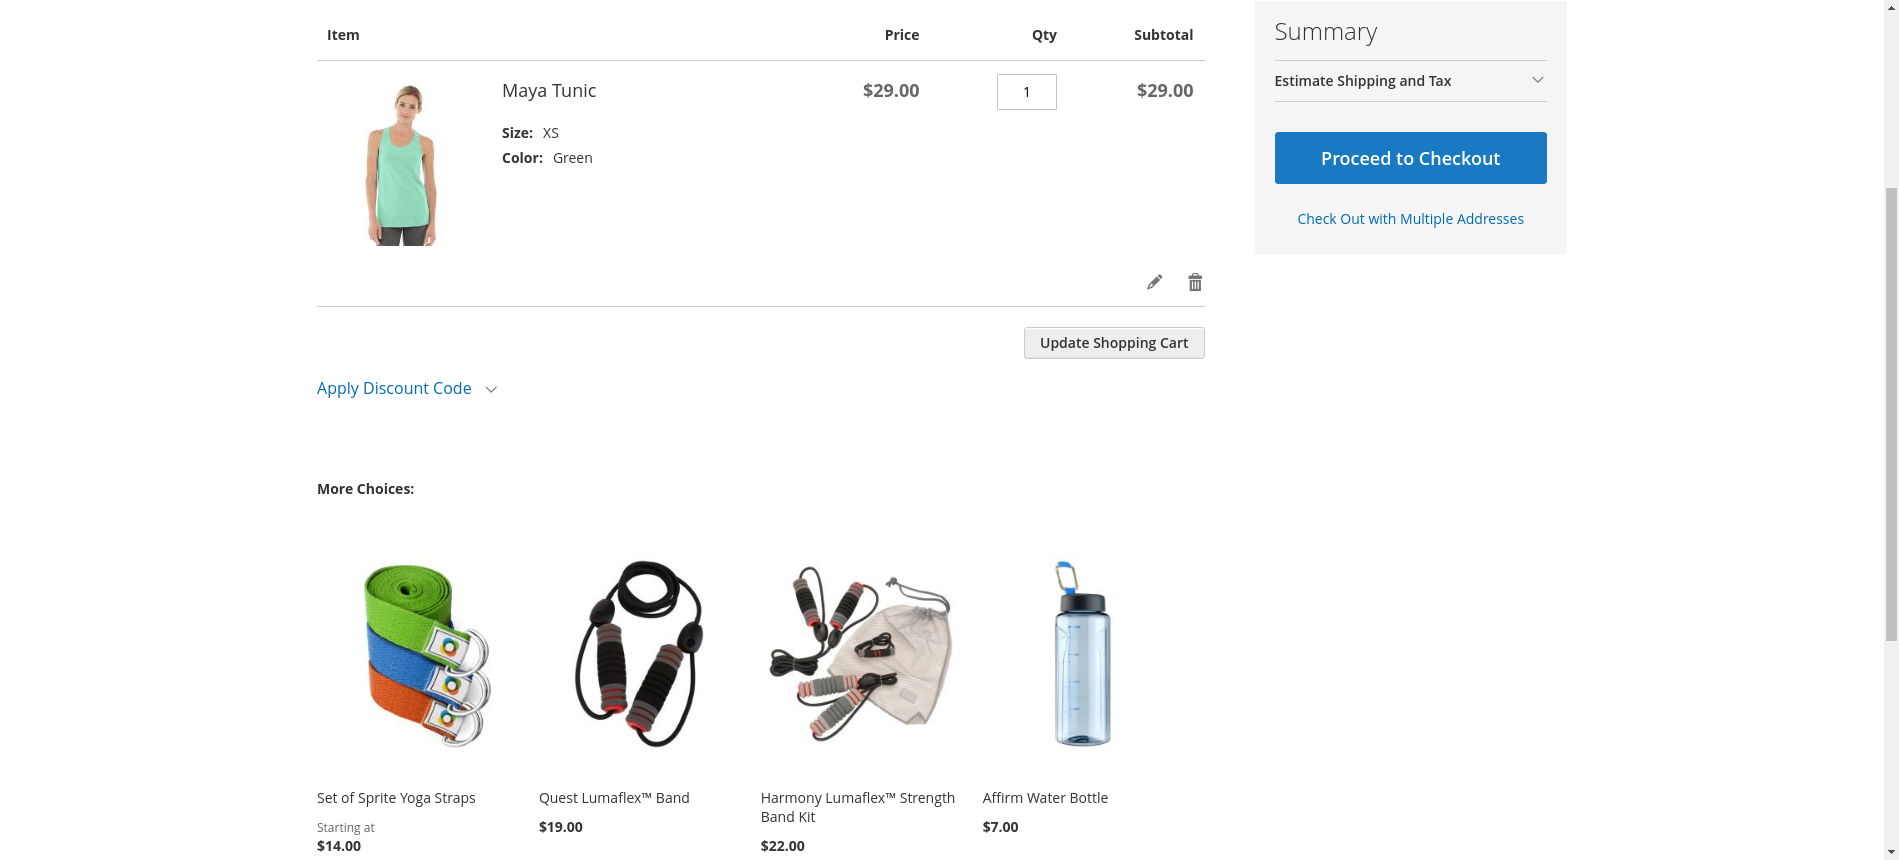 Item Price Qty Subtotal
Maya Tunic $29.00 1 $29.00
Size: XS
Color: Green
Update Shopping Cart
Apply Discount Code
Summary
Estimate Shipping and Tax
Proceed to Checkout
Check Out with Multiple Addresses
More Choices:
Set of Sprite Yoga Straps
Starting at
$14.00
Quest Lumaflex™ Band
$19.00
Harmony Lumaflex™ Strength
Band Kit
$22.00
Affirm Water Bottle
$7.00